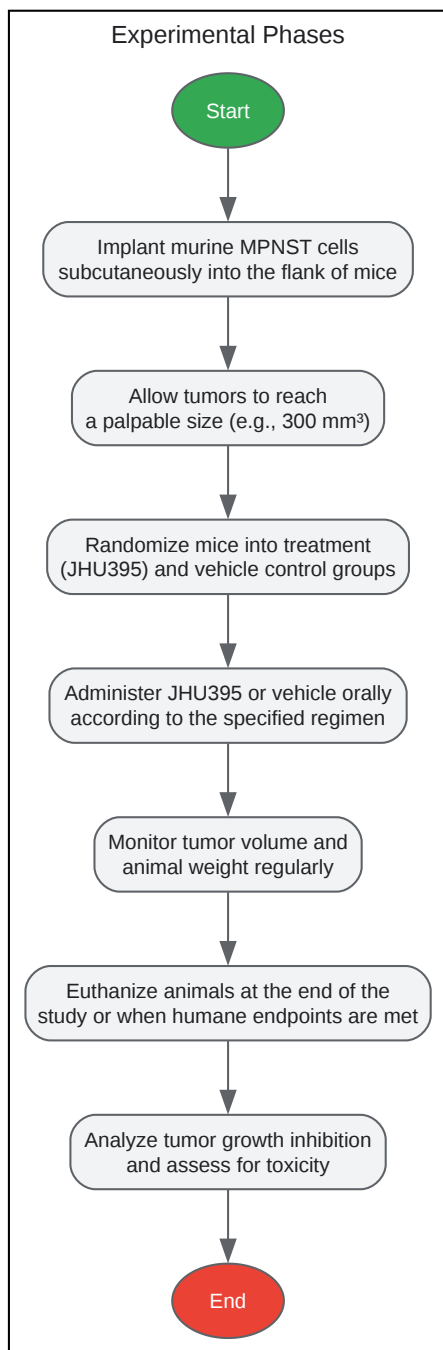 Experimental Phases
Start
Implant murine MPNST cells
subcutaneously into the flank of mice
Allow tumors to reach
a palpable size (e.g., 300 mm³)
Randomize mice into treatment
(JHU395) and vehicle control groups
Administer JHU395 or vehicle orally
according to the specified regimen
Monitor tumor volume and
animal weight regularly
Euthanize animals at the end of the
study or when humane endpoints are met
Analyze tumor growth inhibition
and assess for toxicity
End